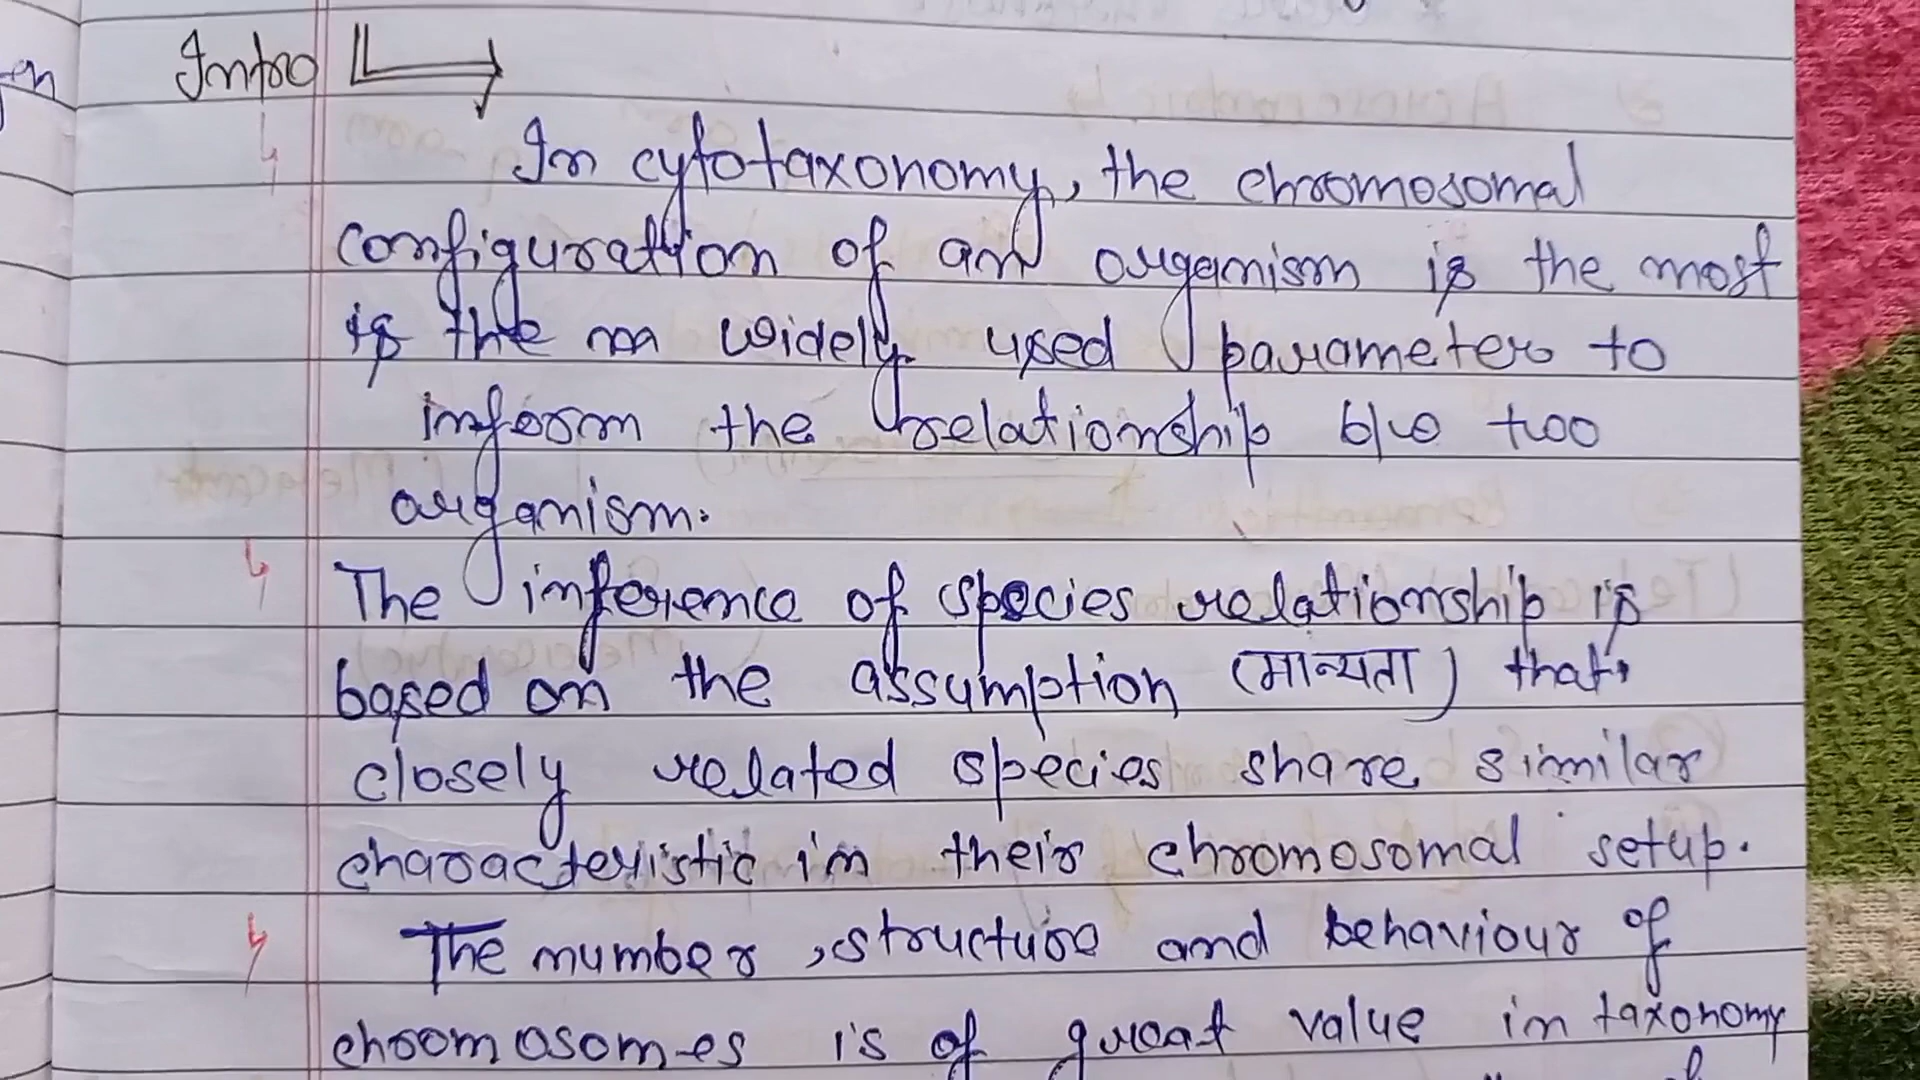 Intro
In cytotaxonomy, the chromosomal
configuration of an organism is the most
is the m widely used parameter to
inform the relationship b/w two
organism.
The inference of species relationship is
based on the assumption (मान्यता) that
closely related species share similar
characteristic in their chromosomal setup.
The number, structure and behaviour of
chromosomes is of great value in taxonomy